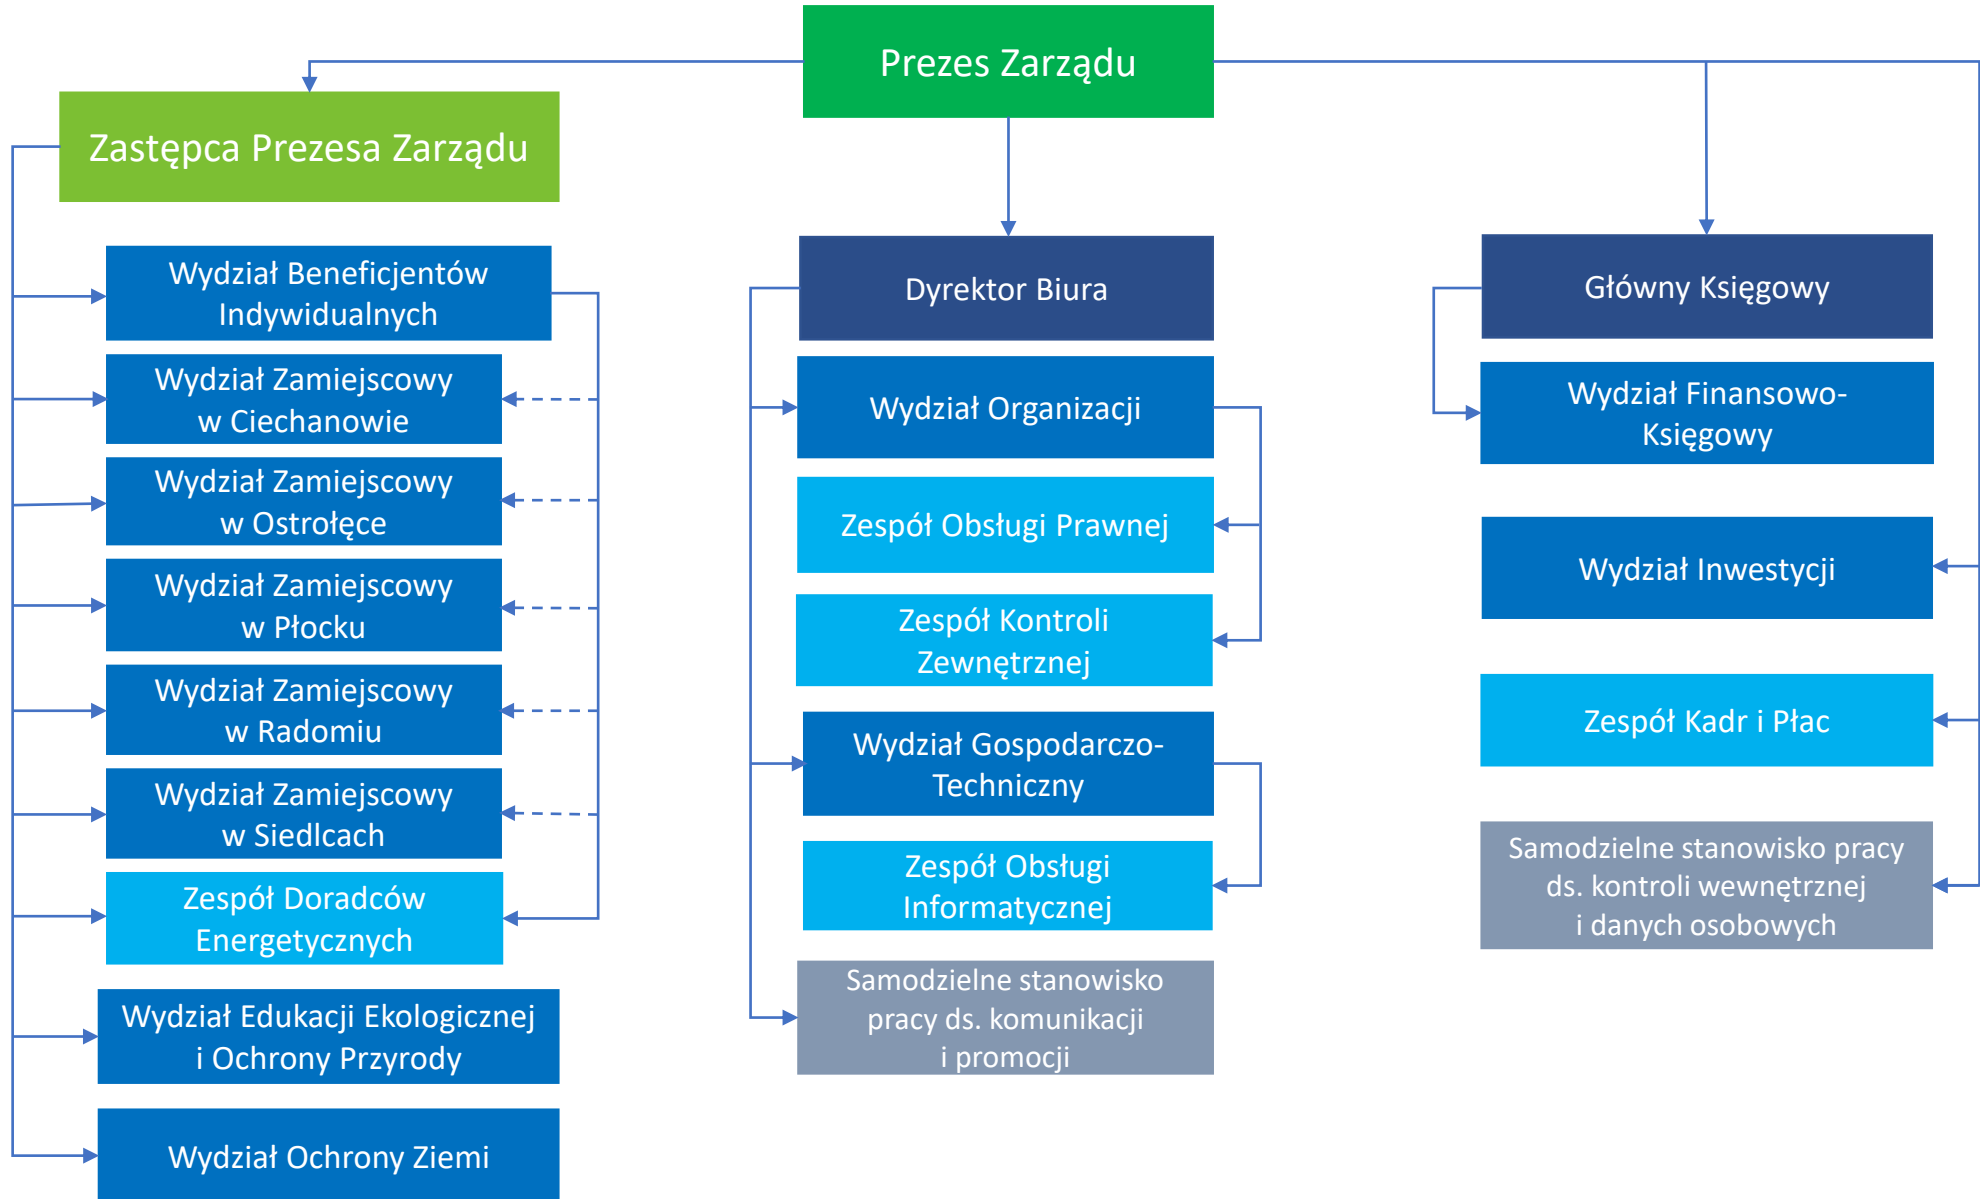 Prezes Zarządu
Zastępca Prezesa Zarządu
Wydział Beneficjentów
Indywidualnych
Wydział Zamiejscowy
w Ciechanowie
Wydział Zamiejscowy
w Ostrołęce
Wydział Zamiejscowy
w Płocku
Wydział Zamiejscowy
w Radomiu
Wydział Zamiejscowy
w Siedlcach
Zespół Doradców
Energetycznych
Wydział Edukacji Ekologicznej
i Ochrony Przyrody
Wydział Ochrony Ziemi
Dyrektor Biura
Wydział Organizacji
Zespół Obsługi Prawnej
Zespół Kontroli
Zewnętrznej
Wydział Gospodarczo-
Techniczny
Zespół Obsługi
Informatycznej
Samodzielne stanowisko
pracy ds. komunikacji
i promocji
Główny Księgowy
Wydział Finansowo-
Księgowy
Wydział Inwestycji
Zespół Kadr i Płac
Samodzielne stanowisko pracy
ds. kontroli wewnętrznej
i danych osobowych